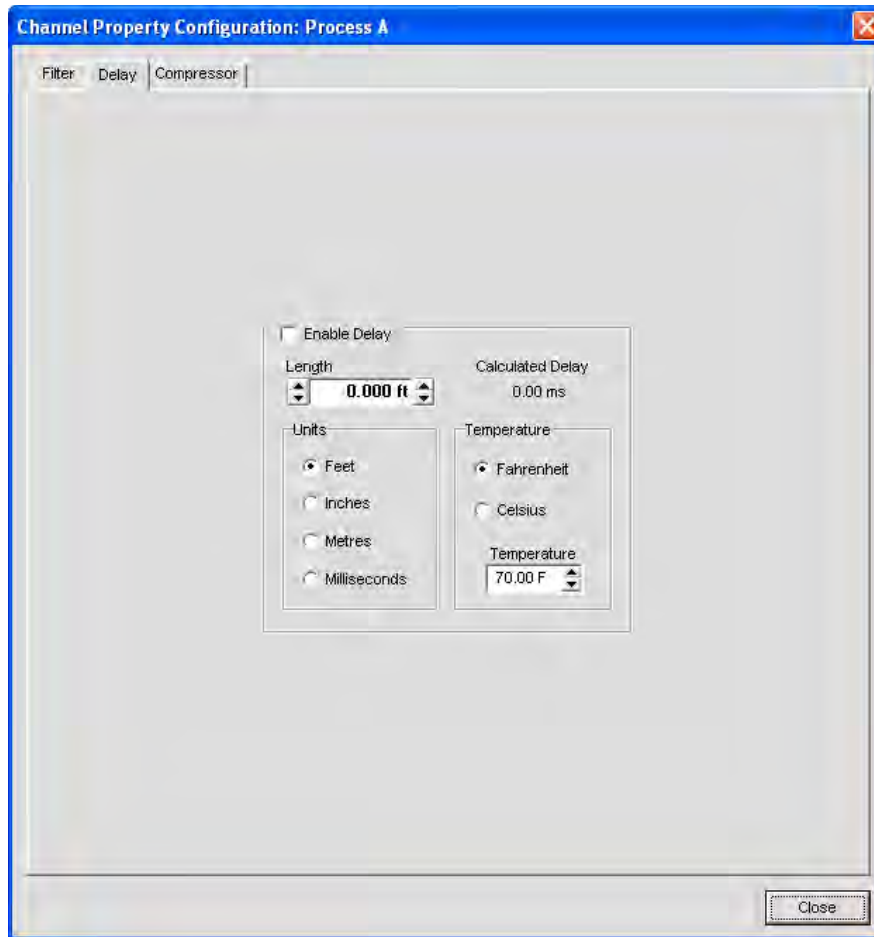 Channel Property Configuration: Process A
Filter Delay Compressor
Enable Delay
Length Calculated Delay
0.000 ft 0.00 ms
Units Temperature
Feet Fahrenheit
Inches Celsius
Metres Temperature
Milliseconds 70.00 F
Close